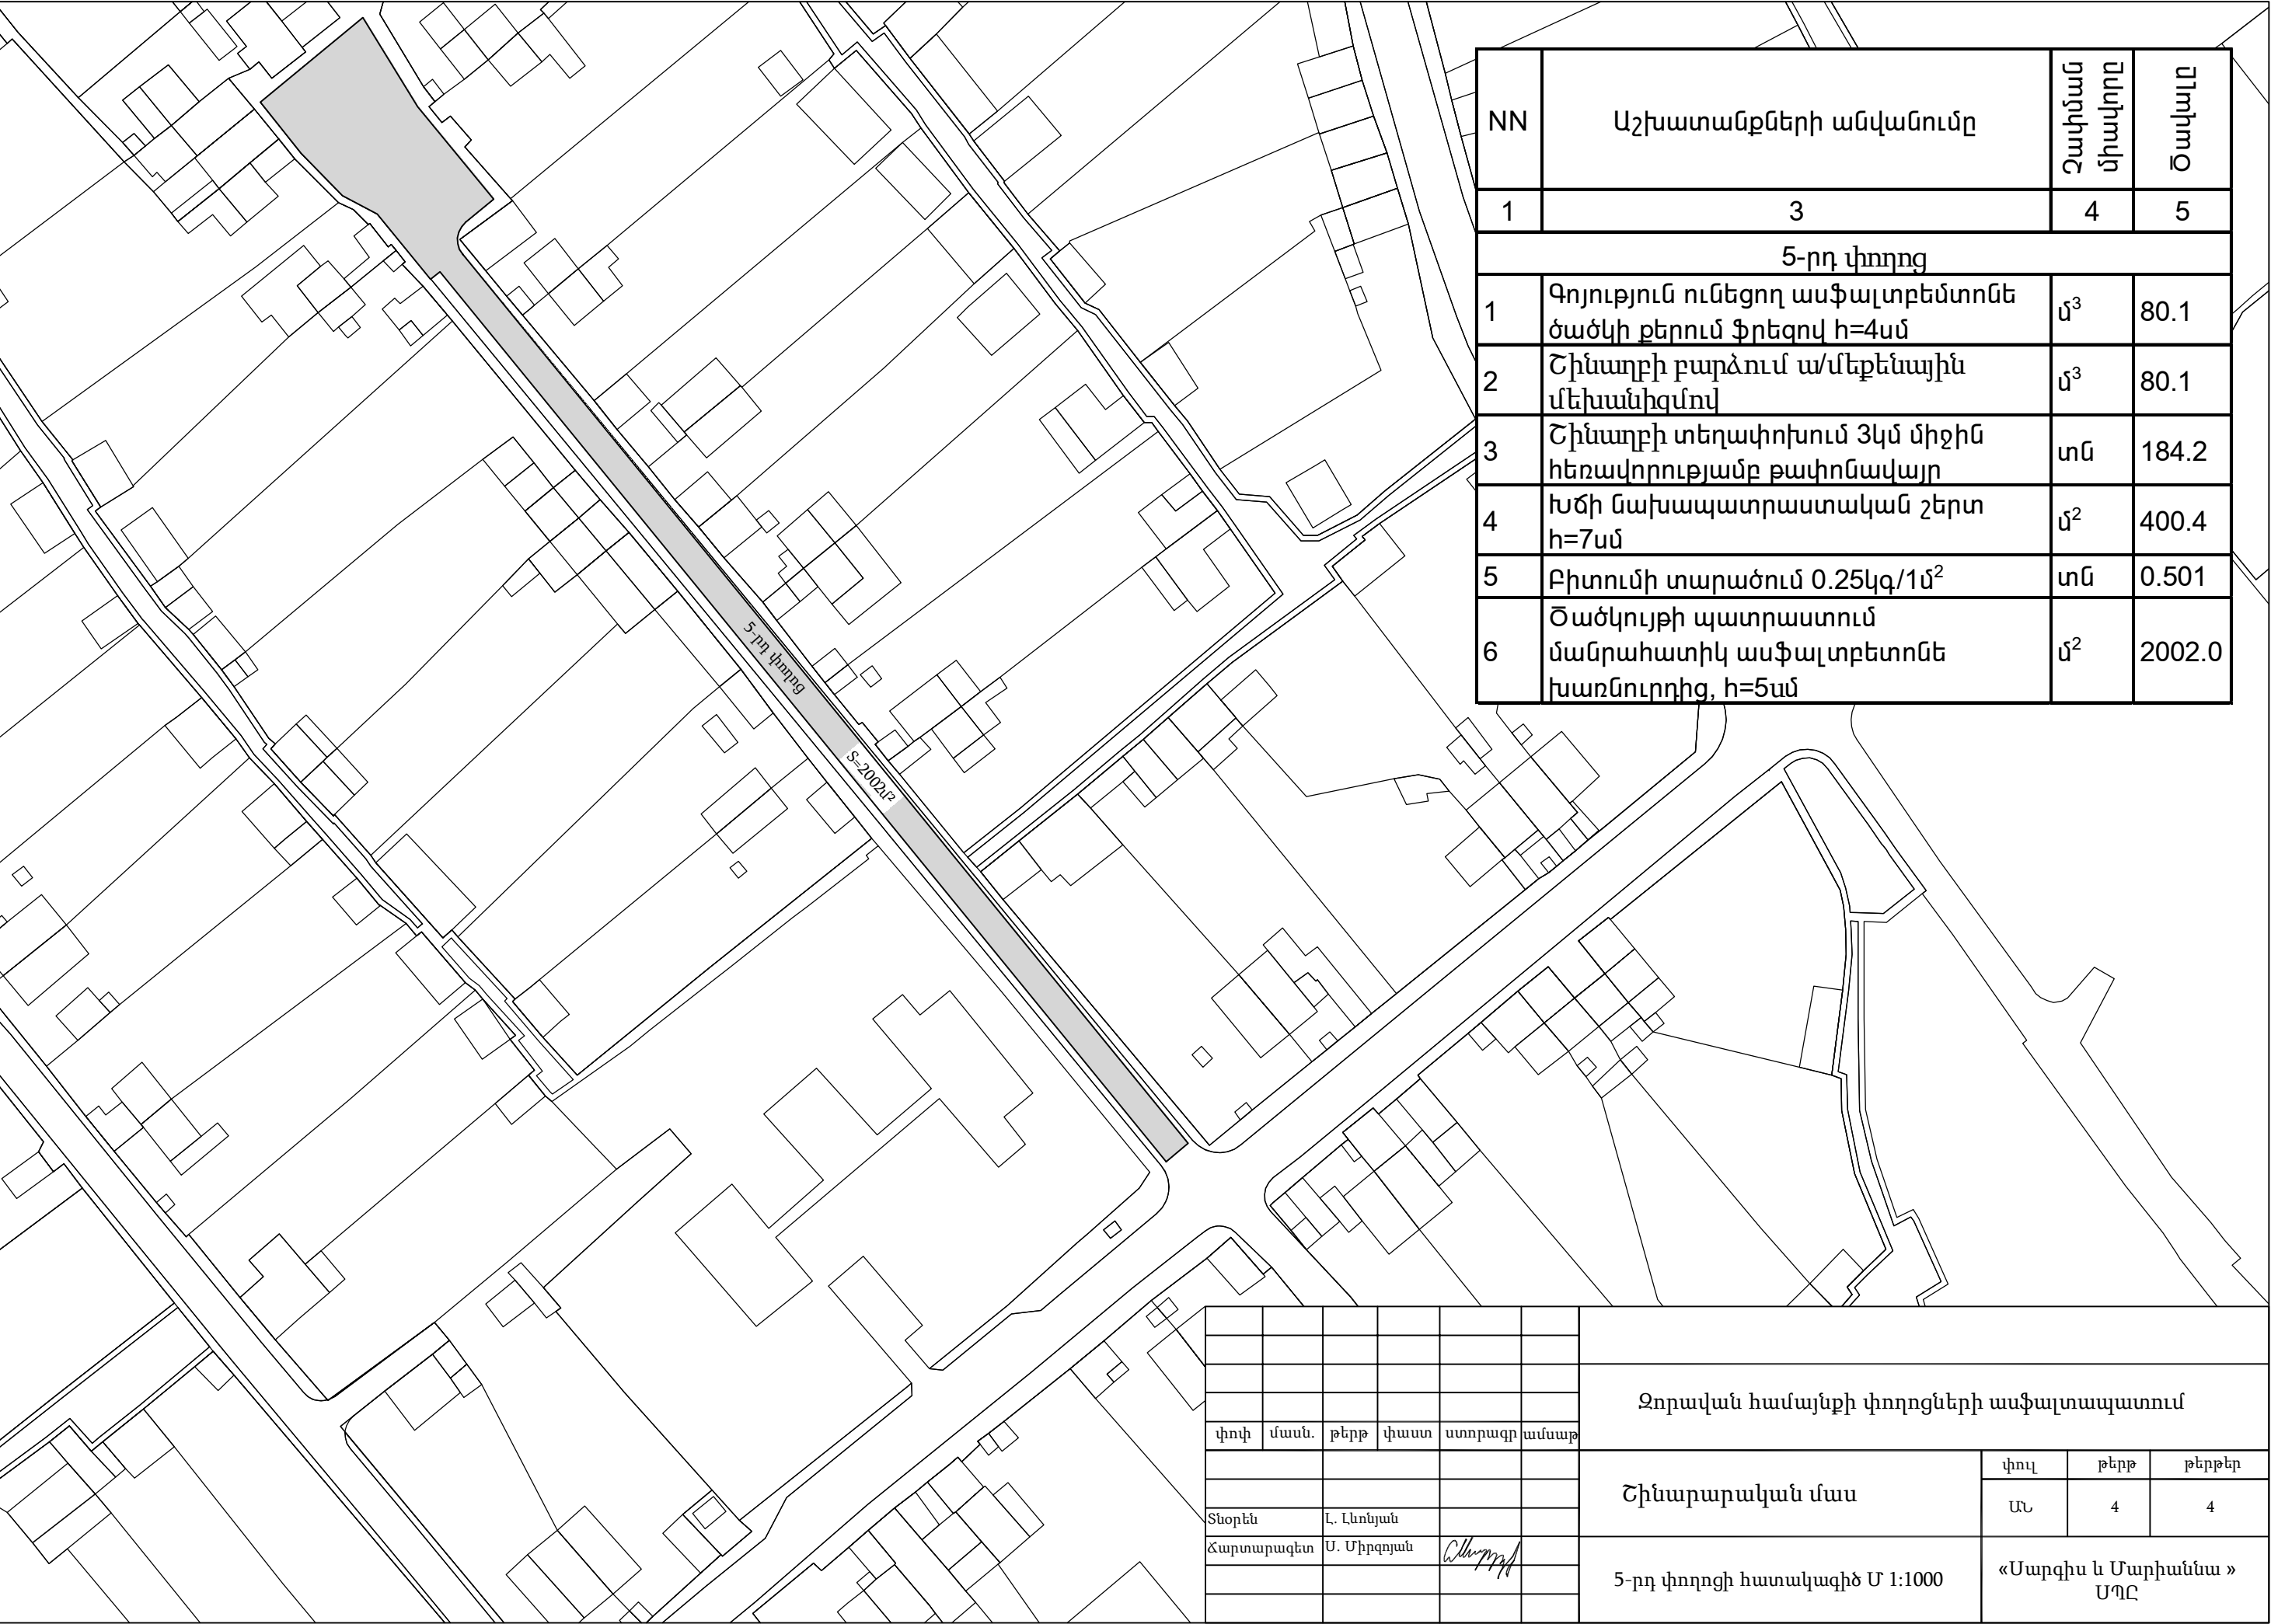 NN
Աշխատանքների անվանումը
Չափման
միավորը
Ծավալը
1
3
4
5
5-րդ փողոց
1
Գոյություն ունեցող ասֆալտբեմտոնե
ծածկի քերում ֆրեզով h=4սմ
մ³
80.1
2
Շինաղբի բարձում ա/մեքենային
մեխանիզմով
մ³
80.1
3
Շինաղբի տեղափոխում 3կմ միջին
հեռավորությամբ թափոնավայր
տն
184.2
4
Խճի նախապատրաստական շերտ
h=7սմ
մ²
400.4
5
Բիտումի տարածում 0.25կգ/1մ²
տն
0.501
6
Ծածկույթի պատրաստում
մանրահատիկ ասֆալտբետոնե
խառնուրդից, h=5սմ
մ²
2002.0
5-րդ փողոց
S=2002մ²
Զորավան համայնքի փողոցների ասֆալտապատում
փոփ
մասն.
թերթ
փաստ
ստորագր
ամսաթ
Շինարարական մաս
փուլ
թերթ
թերթեր
ԱՆ
4
4
Տնօրեն
Լ. Լևոնյան
Ճարտարագետ
Ս. Միրզոյան
5-րդ փողոցի հատակագիծ Մ 1:1000
«Սարգիս և Մարիաննա »
ՍՊԸ